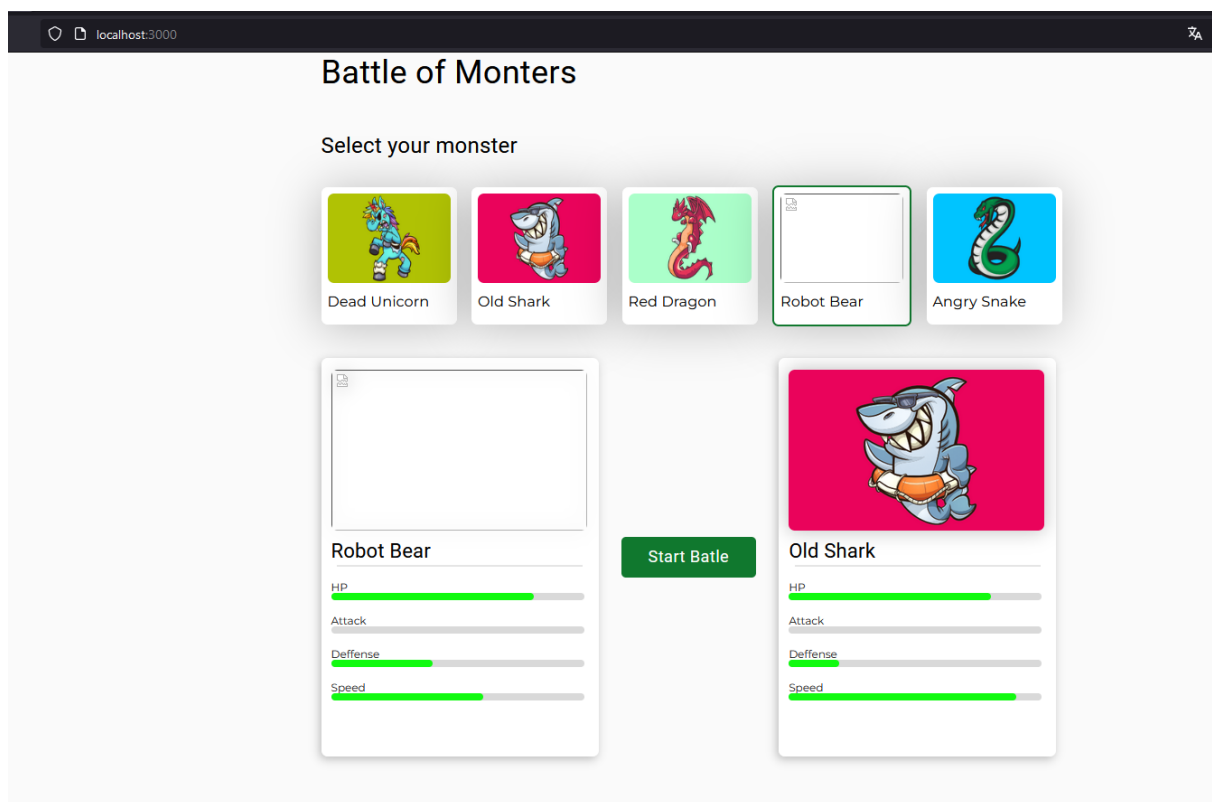 localhost:3000
Battle of Monters
Select your monster
Dead Unicorn
Old Shark
Red Dragon
Robot Bear
Angry Snake
Robot Bear
HP
Attack
Deffense
Speed
Start Batle
Old Shark
HP
Attack
Deffense
Speed